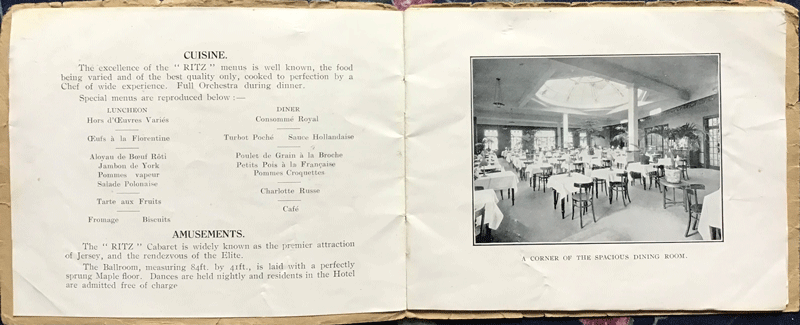 CUISINE.
The excellence of the "RITZ" menus is well known, the food
being varied and of the best quality only, cooked to perfection by a
Chef of wide experience. Full Orchestra during dinner.
Special menus are reproduced below :—
LUNCHEON
Hors d'Œuvres Variés
Œufs à la Florentine
Aloyau de Bœuf Rôti
Jambon de York
Pommes vapeur
Salade Polonaise
Tarte aux Fruits
Fromage Biscuits
DINER
Consommé Royal
Turbot Poché Sauce Hollandaise
Poulet de Grain à la Broche
Petits Pois à la Française
Pommes Croquettes
Charlotte Russe
Café
AMUSEMENTS.
The "RITZ" Cabaret is widely known as the premier attraction
of Jersey, and the rendezvous of the Elite.
The Ballroom, measuring 84ft. by 41ft., is laid with a perfectly
sprung Maple floor. Dances are held nightly and residents in the Hotel
are admitted free of charge
A CORNER OF THE SPACIOUS DINING ROOM.